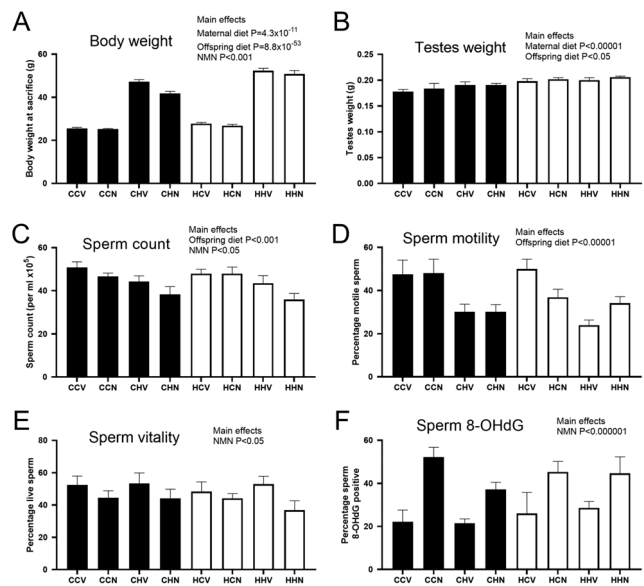 A
Body weight
Main effects
Maternal diet P=4.3x10-11
Offspring diet P=8.8x10-53
NMN P<0.001
Body weight at sacrifice (g)
60
40
20
0
CCV CCN CHV CHN HCV HCN HHV HHN
B
Testes weight
Main effects
Maternal diet P<0.00001
Offspring diet P<0.05
Testes weight (g)
0.25
0.20
0.15
0.10
0.05
0.00
CCV CCN CHV CHN HCV HCN HHV HHN
C
Sperm count
Main effects
Offspring diet P<0.001
NMN P<0.05
Sperm count (per ml x10⁵)
60
40
20
0
CCV CCN CHV CHN HCV HCN HHV HHN
D
Sperm motility
Main effects
Offspring diet P<0.00001
Percentage motile sperm
60
40
20
0
CCV CCN CHV CHN HCV HCN HHV HHN
E
Sperm vitality
Main effects
NMN P<0.05
Percentage live sperm
80
60
40
20
0
CCV CCN CHV CHN HCV HCN HHV HHN
F
Sperm 8-OHdG
Main effects
NMN P<0.000001
Percentage sperm
8-OHdG positive
60
40
20
0
CCV CCN CHV CHN HCV HCN HHV HHN